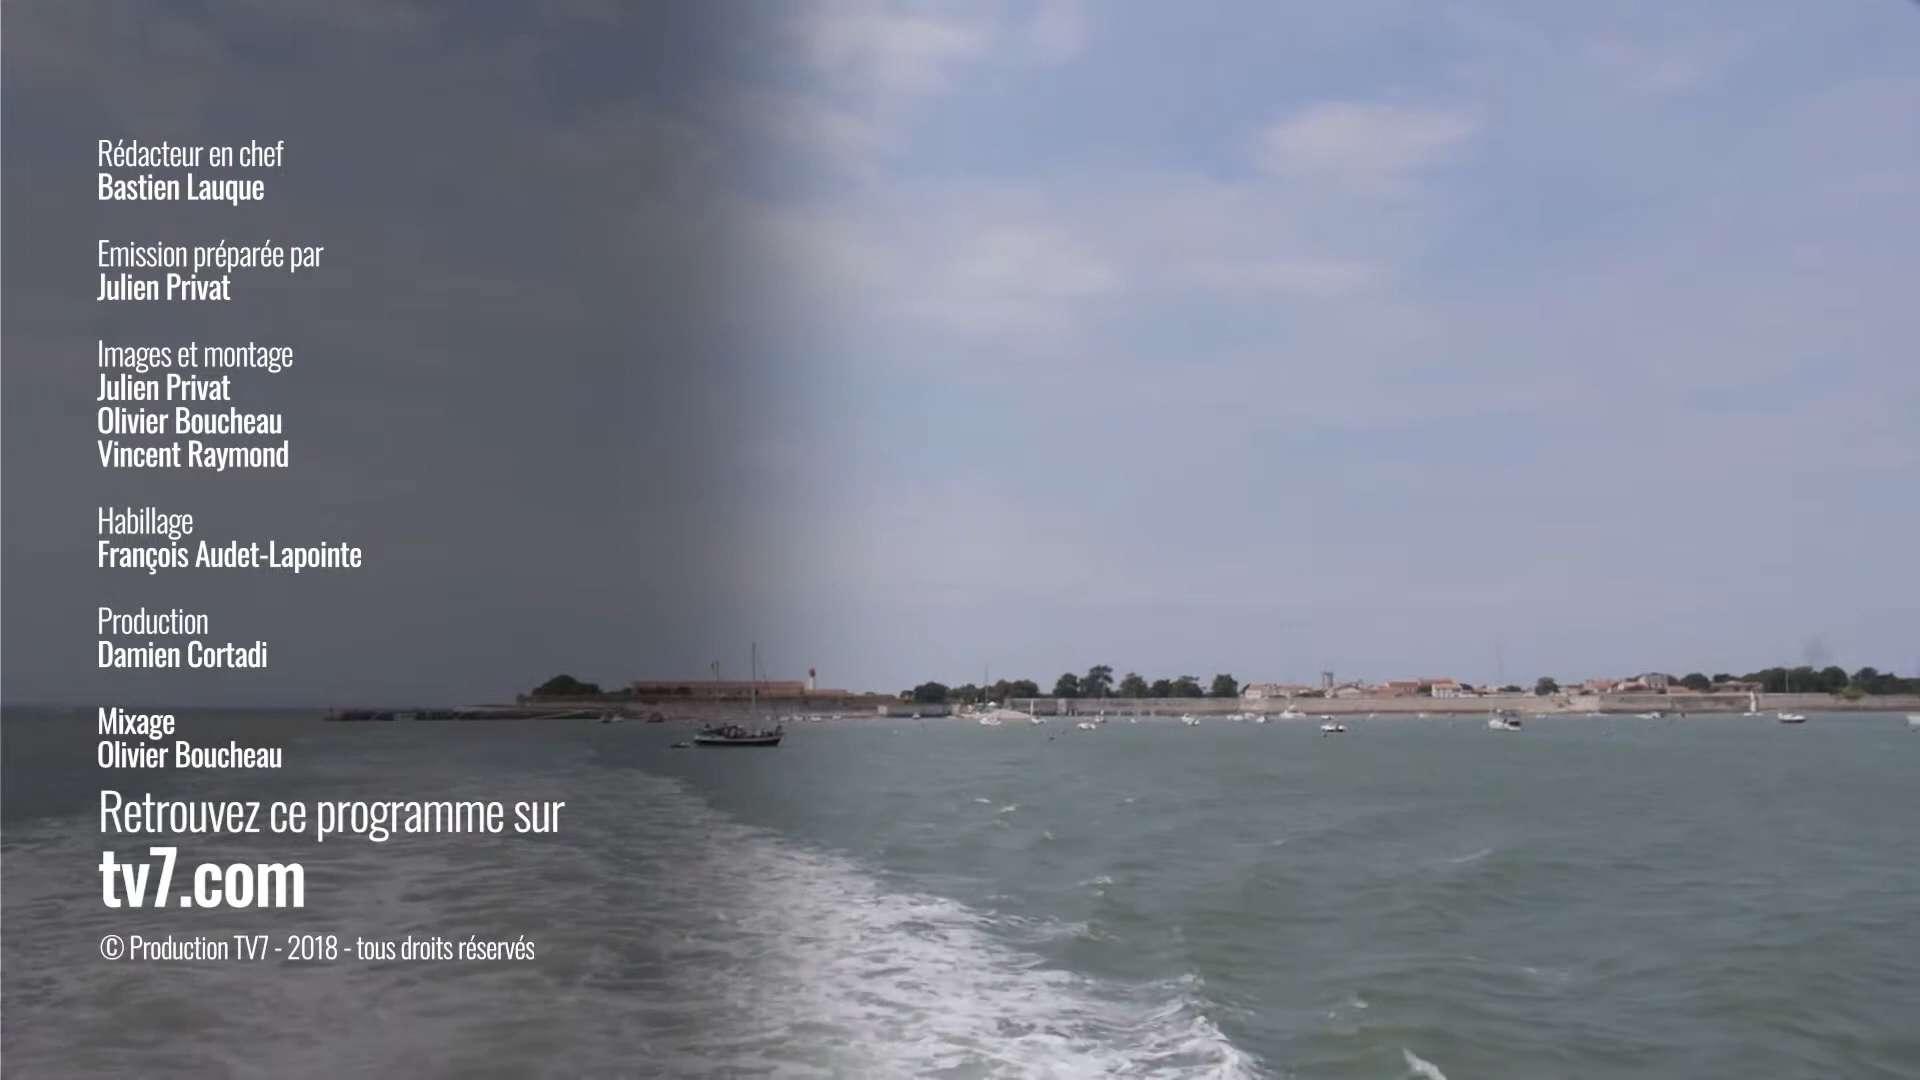 Rédacteur en chef
Bastien Lauque
Emission préparée par
Julien Privat
Images et montage
Julien Privat
Olivier Boucheau
Vincent Raymond
Habillage
François Audet-Lapointe
Production
Damien Cortadi
Mixage
Olivier Boucheau
Retrouvez ce programme sur
tv7.com
© Production TV7 - 2018 - tous droits réservés